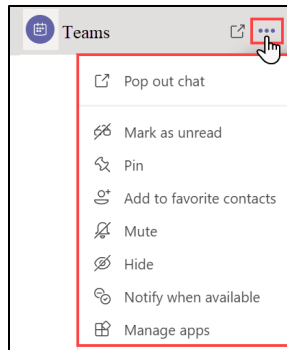 Teams
Pop out chat
Mark as unread
Pin
Add to favorite contacts
Mute
Hide
Notify when available
Manage apps